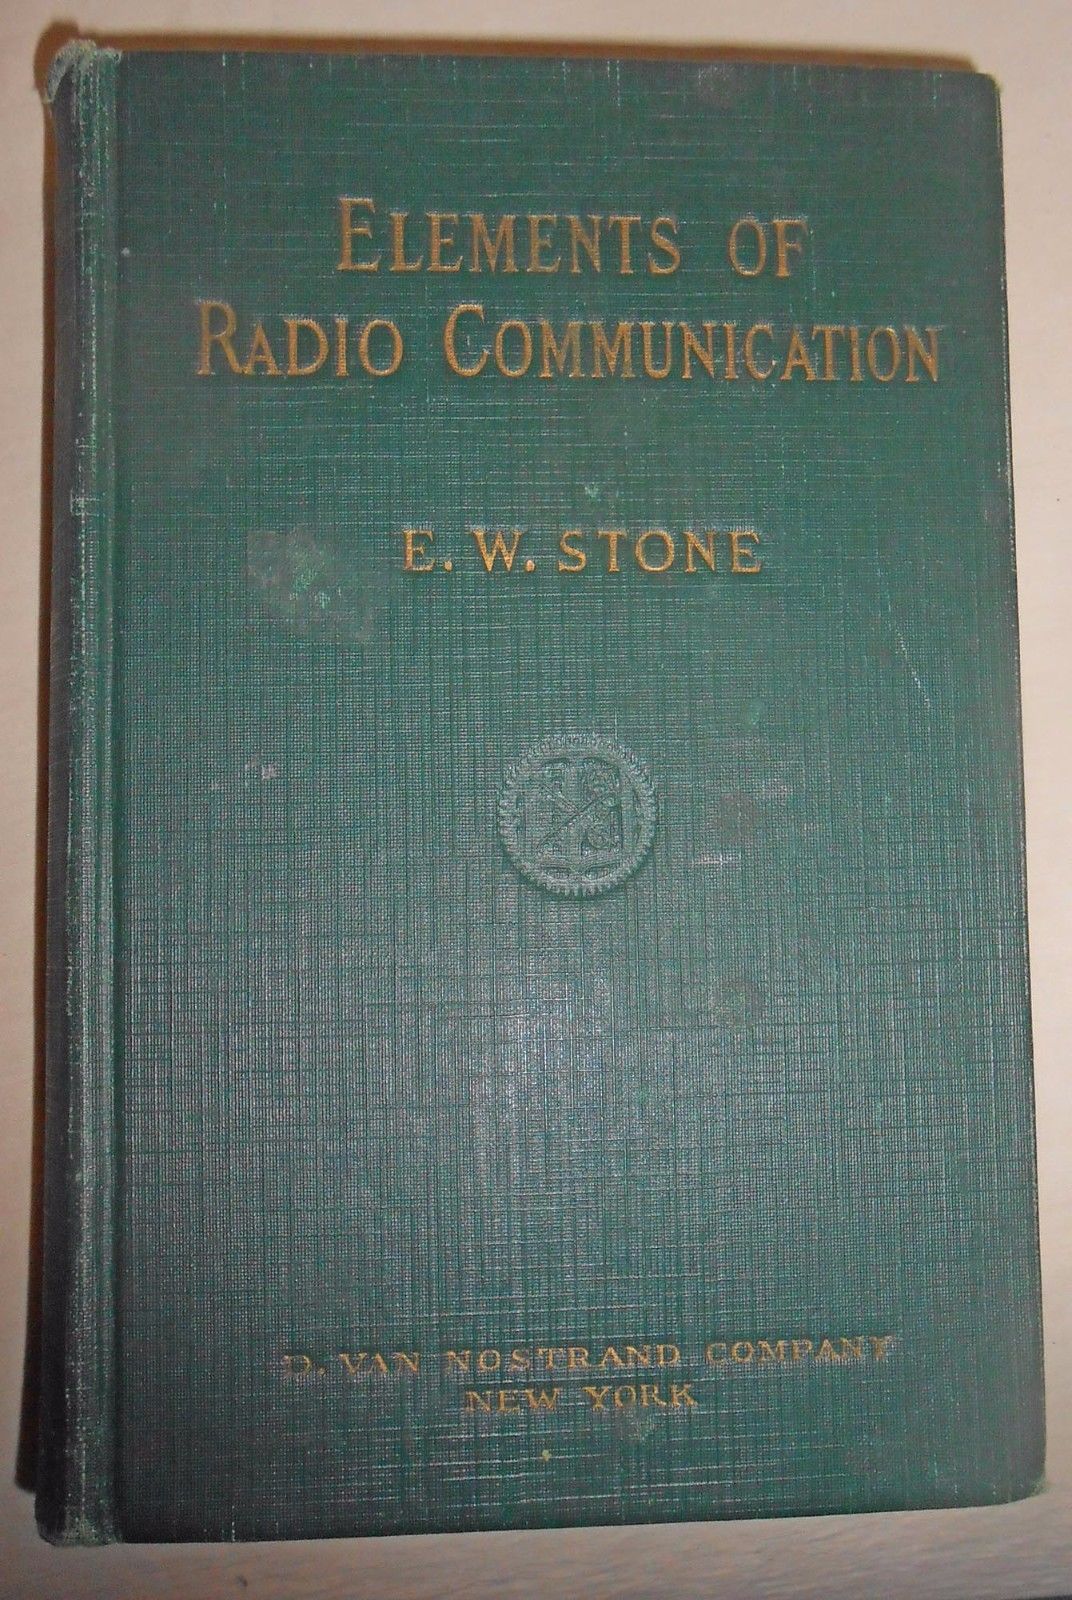 ELEMENTS OF
RADIO COMMUNICATION
E. W. STONE
D. VAN NOSTRAND COMPANY
NEW YORK